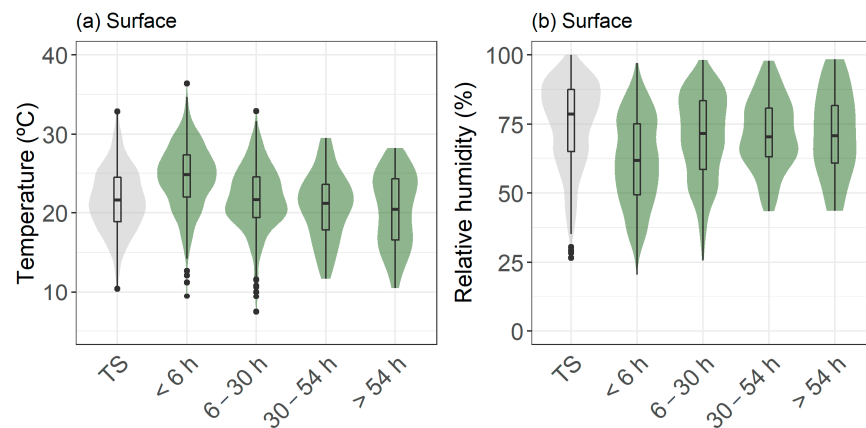 (a) Surface
Temperature (ºC)
40
30
20
10
TS
< 6 h
6 – 30 h
30 – 54 h
> 54 h
(b) Surface
Relative humidity (%)
100
75
50
25
0
TS
< 6 h
6 – 30 h
30 – 54 h
> 54 h